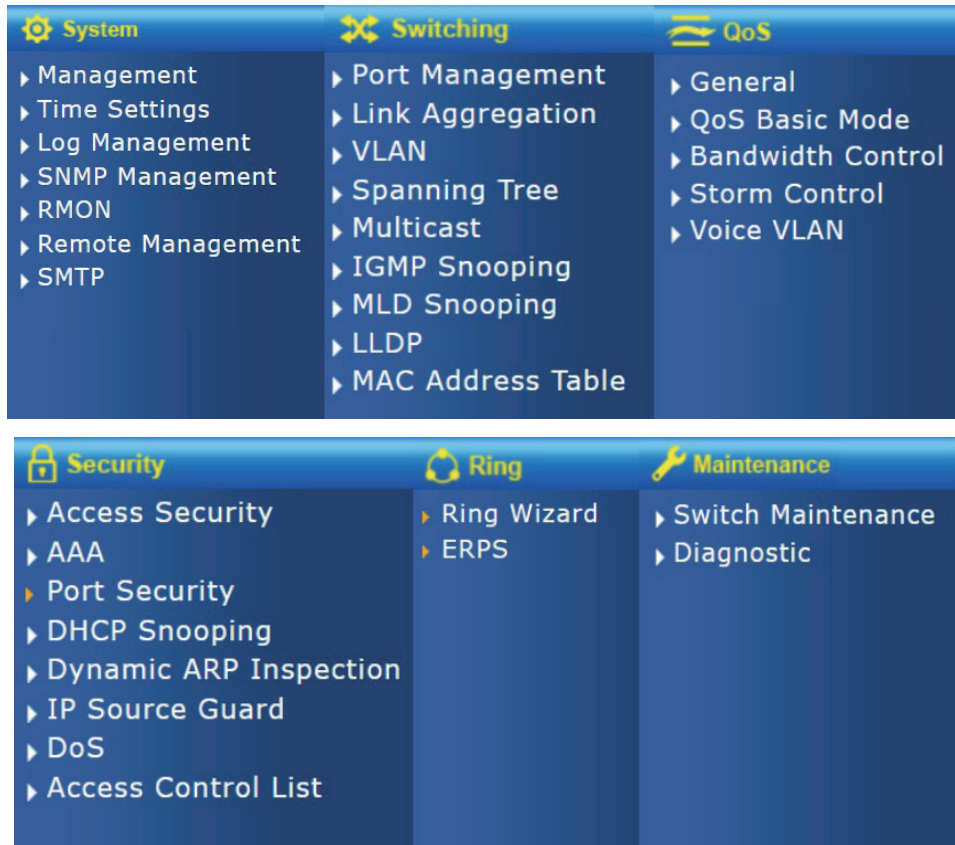 System
Management
Time Settings
Log Management
SNMP Management
RMON
Remote Management
SMTP
Switching
Port Management
Link Aggregation
VLAN
Spanning Tree
Multicast
IGMP Snooping
MLD Snooping
LLDP
MAC Address Table
QoS
General
QoS Basic Mode
Bandwidth Control
Storm Control
Voice VLAN
Security
Access Security
AAA
Port Security
DHCP Snooping
Dynamic ARP Inspection
IP Source Guard
DoS
Access Control List
Ring
Ring Wizard
ERPS
Maintenance
Switch Maintenance
Diagnostic